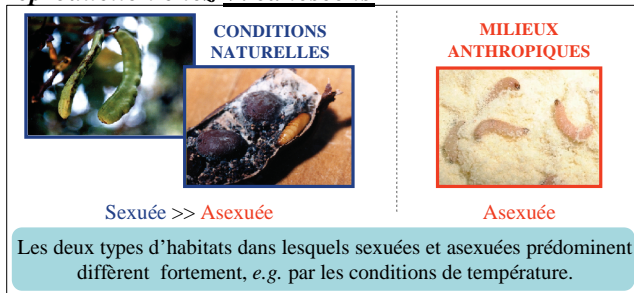 CONDITIONS
NATURELLES
MILIEUX
ANTHROPIQUES
Sexuée >> Asexuée
Asexuée
Les deux types d’habitats dans lesquels sexuées et asexuées prédominent
diffèrent fortement, e.g. par les conditions de température.